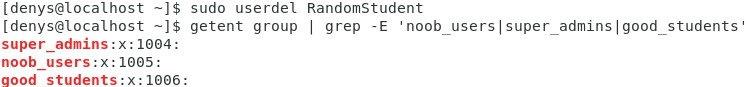 [denys@localhost ~]$ sudo userdel RandomStudent
[denys@localhost ~]$ getent group | grep -E 'noob_users|super_admins|good_students'
super_admins:x:1004:
noob_users:x:1005:
good_students:x:1006: